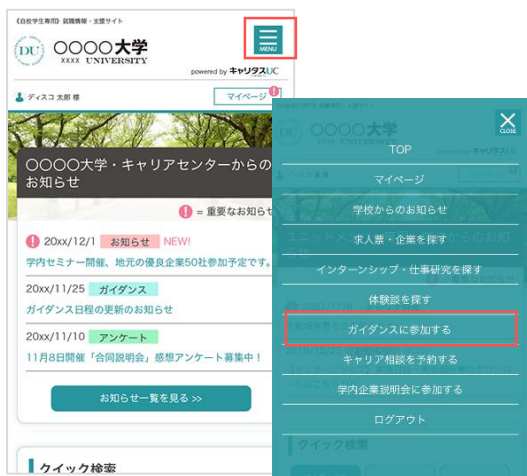 《自校学生専用》就職情報・支援サイト
DU
〇〇〇〇大学
XXXX UNIVERSITY
MENU
powered by キャリタスUC
ディスコ 太郎 様
マイページ
〇〇〇〇大学・キャリアセンターからの
お知らせ
= 重要なお知らせ
20xx/12/1 お知らせ NEW!
学内セミナー開催、地元の優良企業50社参加予定です。
20xx/11/25 ガイダンス
ガイダンス日程の更新のお知らせ
20xx/11/10 アンケート
11月8日開催「合同説明会」感想アンケート募集中！
お知らせ一覧を見る >>
クイック検索
CLOSE
TOP
マイページ
学校からのお知らせ
求人票・企業を探す
インターンシップ・仕事研究を探す
体験談を探す
ガイダンスに参加する
キャリア相談を予約する
学内企業説明会に参加する
ログアウト
クイック検索